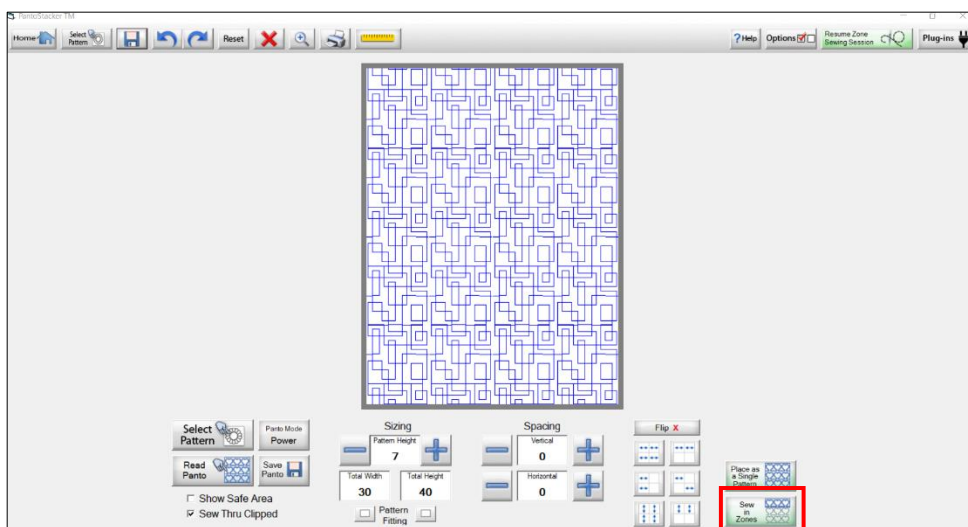 PantoStacker TM
Home
Select
Pattern
Reset
?Help
Options
Resume Zone
Sewing Session
Plug-ins
Select
Pattern
Panto Mode
Power
Read
Panto
Save
Panto
Show Safe Area
Sew Thru Clipped
Sizing
Pattern Height
7
Total Width
30
Total Height
40
Pattern
Fitting
Spacing
Vertical
0
Horizontal
0
Flip X
Place as
a Single
Pattern
Sew
in
Zones